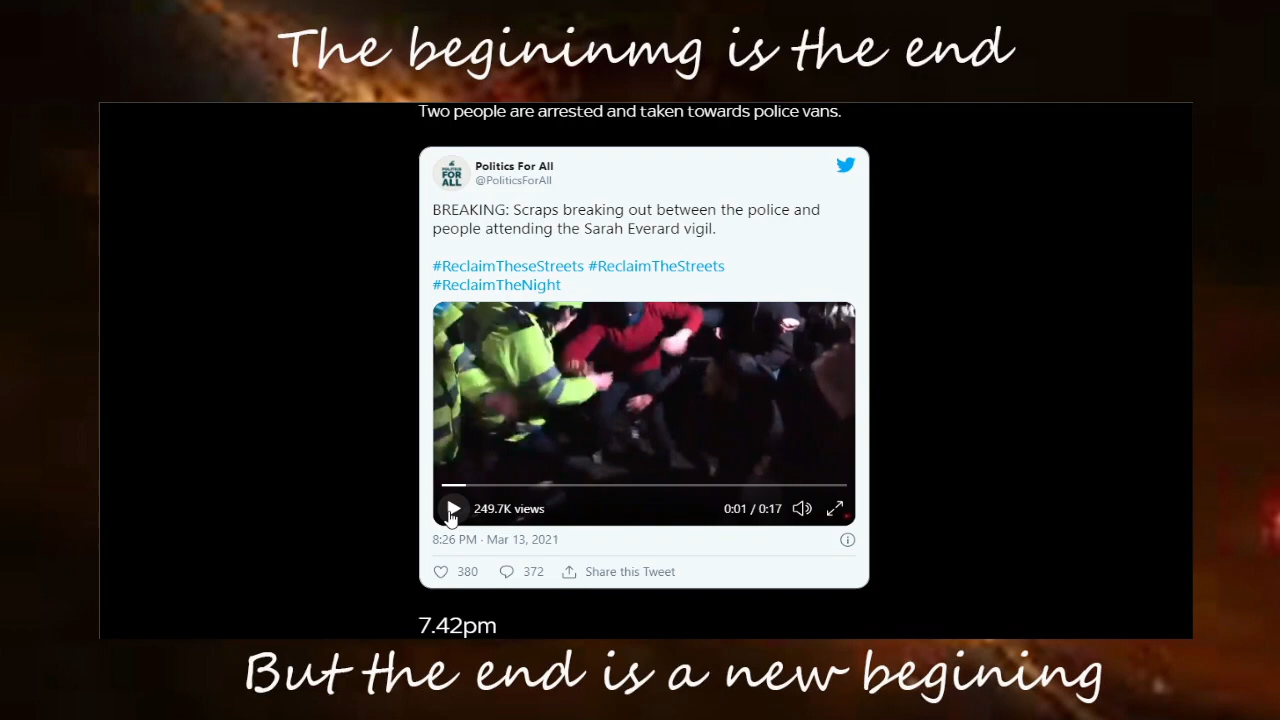 The begininmg is the end
Two people are arrested and taken towards police vans.
POLITICS
FOR
ALL
Politics For All
@PoliticsForAll
BREAKING: Scraps breaking out between the police and
people attending the Sarah Everard vigil.
#ReclaimTheseStreets #ReclaimTheStreets
#ReclaimTheNight
249.7K views
0:01 / 0:17
8:26 PM · Mar 13, 2021
380
372
Share this Tweet
7.42pm
But the end is a new begining